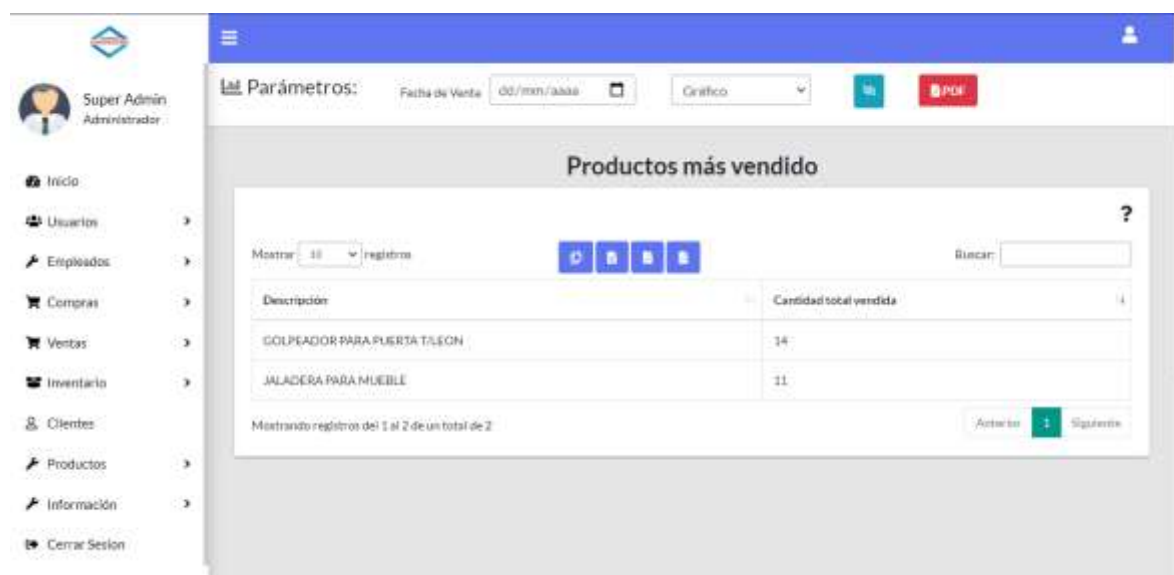 Super Admin
Administrador
Inicio
Usuarios
Empleados
Compras
Ventas
Inventario
Clientes
Productos
Información
Cerrar Sesion
Parámetros:
Fecha de Venta dd/mm/aaaa Gráfico PDF
Productos más vendido
?
Mostrar 10 registros
Buscar:
Descripción Cantidad total vendida
GOLPEADOR PARA PUERTA T/LEON 14
JALADERA PARA MUEBLE 11
Mostrando registros del 1 al 2 de un total de 2
Anterior 1 Siguiente